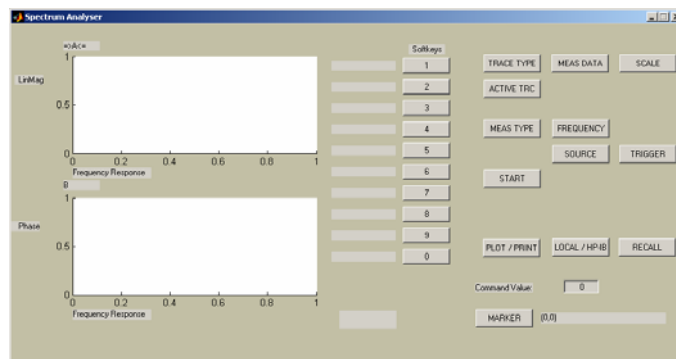 Spectrum Analyser
=>Ac=
LinMag
1
0.5
0
0 0.2 0.4 0.6 0.8 1
Frequency Response
B
Phase
1
0.5
0
0 0.2 0.4 0.6 0.8 1
Frequency Response
Softkeys
1
2
3
4
5
6
7
8
9
0
TRACE TYPE MEAS DATA SCALE
ACTIVE TRC
MEAS TYPE FREQUENCY
SOURCE TRIGGER
START
PLOT / PRINT LOCAL / HP-IB RECALL
Command Value: 0
MARKER (0,0)